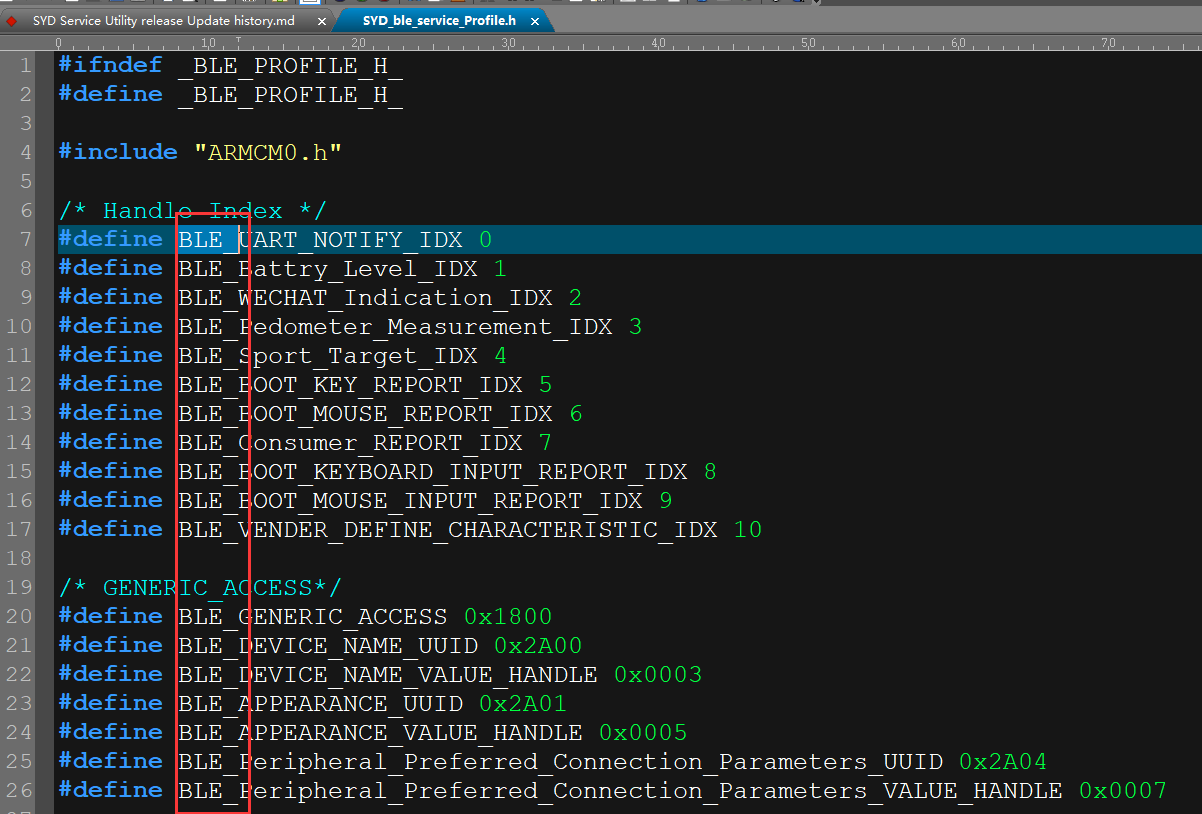 SYD Service Utility release Update history.md × SYD_ble_service_Profile.h ×
0 10 20 30 40 50 60 70
1 #ifndef _BLE_PROFILE_H_
2 #define _BLE_PROFILE_H_
3
4 #include "ARMCM0.h"
5
6 /* Handle Index */
7 #define BLE_UART_NOTIFY_IDX 0
8 #define BLE_Battry_Level_IDX 1
9 #define BLE_WECHAT_Indication_IDX 2
10 #define BLE_Pedometer_Measurement_IDX 3
11 #define BLE_Sport_Target_IDX 4
12 #define BLE_BOOT_KEY_REPORT_IDX 5
13 #define BLE_BOOT_MOUSE_REPORT_IDX 6
14 #define BLE_Consumer_REPORT_IDX 7
15 #define BLE_BOOT_KEYBOARD_INPUT_REPORT_IDX 8
16 #define BLE_BOOT_MOUSE_INPUT_REPORT_IDX 9
17 #define BLE_VENDER_DEFINE_CHARACTERISTIC_IDX 10
18
19 /* GENERIC_ACCESS*/
20 #define BLE_GENERIC_ACCESS 0x1800
21 #define BLE_DEVICE_NAME_UUID 0x2A00
22 #define BLE_DEVICE_NAME_VALUE_HANDLE 0x0003
23 #define BLE_APPEARANCE_UUID 0x2A01
24 #define BLE_APPEARANCE_VALUE_HANDLE 0x0005
25 #define BLE_Peripheral_Preferred_Connection_Parameters_UUID 0x2A04
26 #define BLE_Peripheral_Preferred_Connection_Parameters_VALUE_HANDLE 0x0007